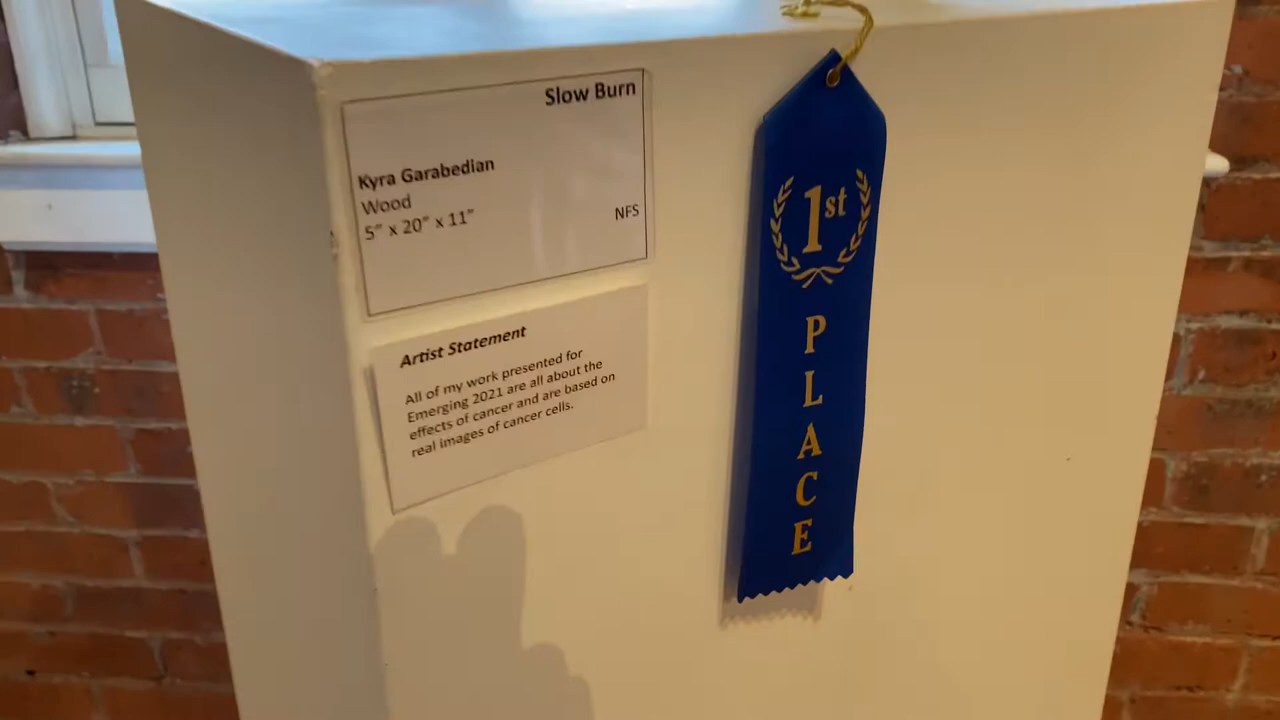 Slow Burn
Kyra Garabedian
Wood
5" x 20" x 11"
NFS
Artist Statement
All of my work presented for
Emerging 2021 are all about the
effects of cancer and are based on
real images of cancer cells.
1st
PLACE